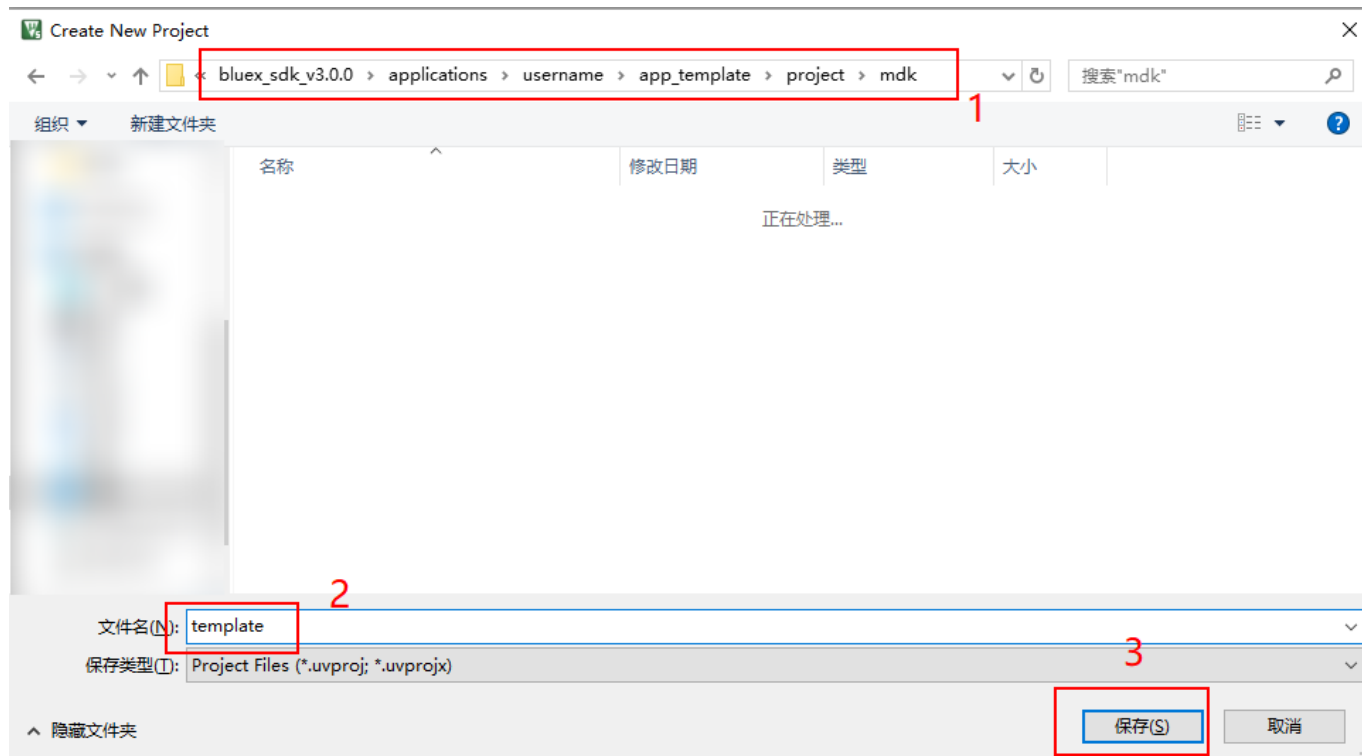 Create New Project
« bluex_sdk_v3.0.0 › applications › username › app_template › project › mdk
搜索"mdk"
1
组织
新建文件夹
名称
修改日期
类型
大小
正在处理...
2
文件名(N): template
保存类型(T): Project Files (*.uvproj; *.uvprojx)
3
隐藏文件夹
保存(S)
取消